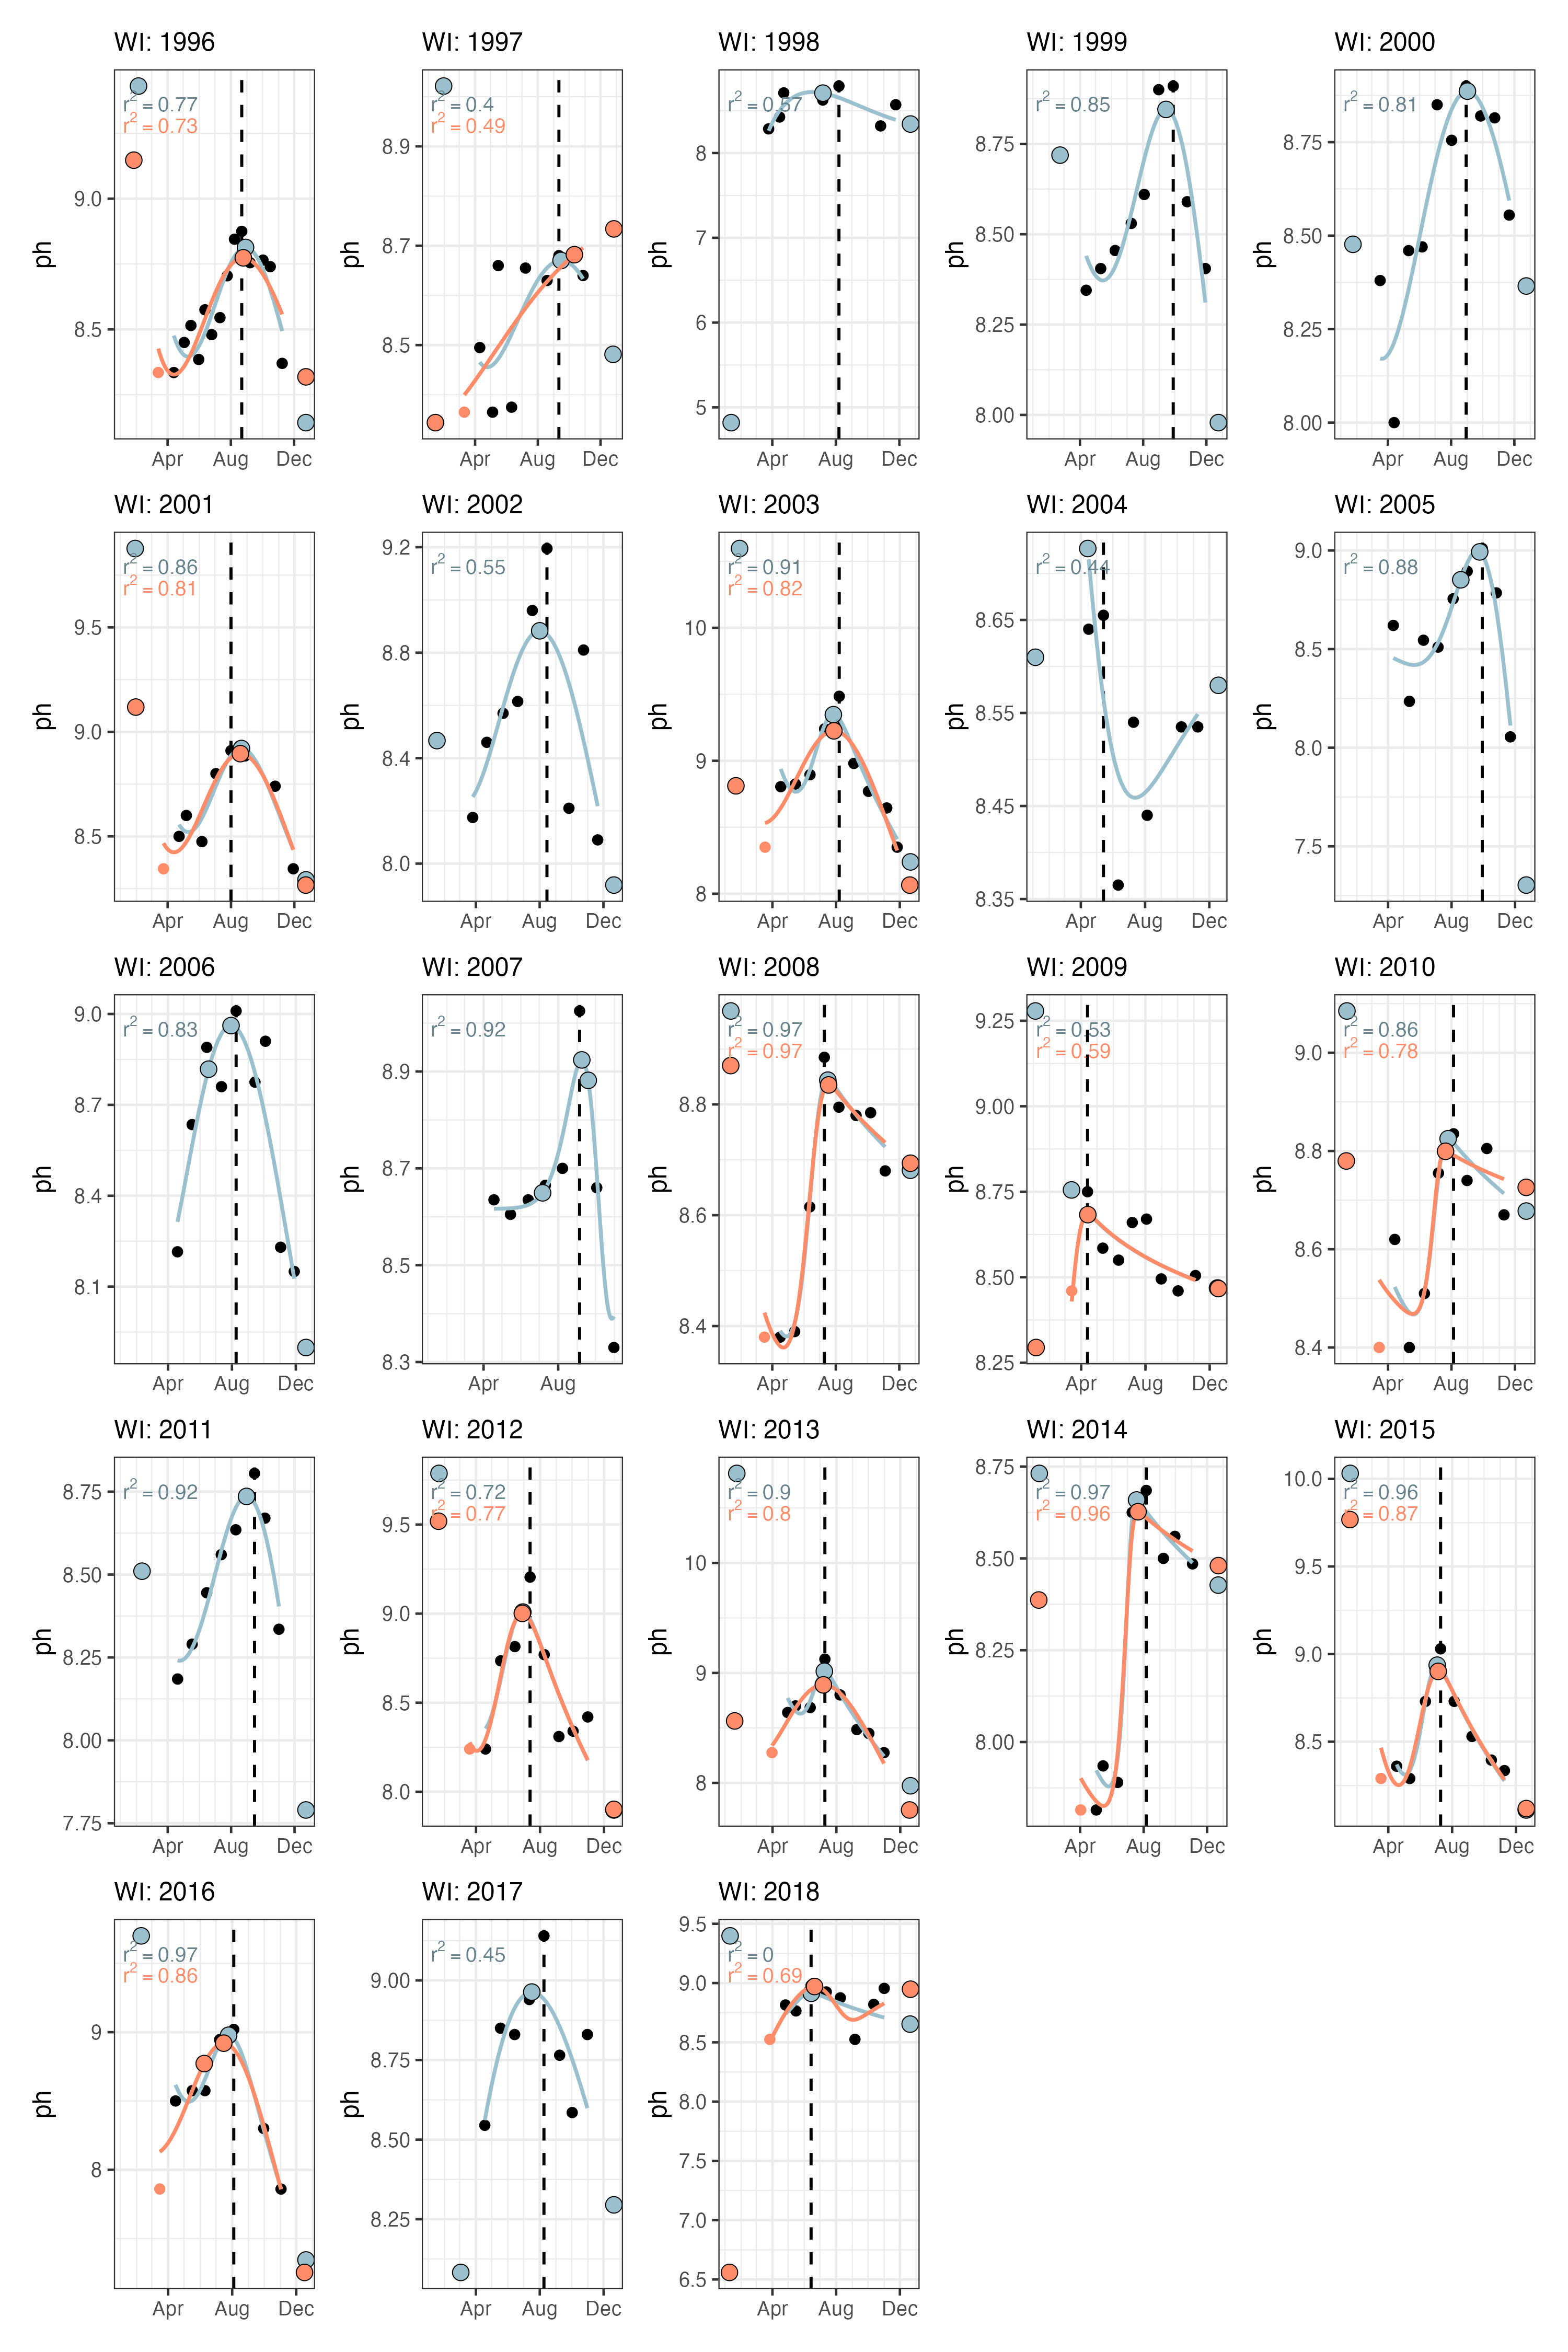 WI: 1996
r² = 0.77
r² = 0.73
9.0
8.5
ph
Apr Aug Dec
WI: 1997
r² = 0.4
r² = 0.49
8.9
8.7
8.5
ph
Apr Aug Dec
WI: 1998
r² = 0.57
8
7
6
5
ph
Apr Aug Dec
WI: 1999
r² = 0.85
8.75
8.50
8.25
8.00
ph
Apr Aug Dec
WI: 2000
r² = 0.81
8.75
8.50
8.25
8.00
ph
Apr Aug Dec
WI: 2001
r² = 0.86
r² = 0.81
9.5
9.0
8.5
ph
Apr Aug Dec
WI: 2002
r² = 0.55
9.2
8.8
8.4
8.0
ph
Apr Aug Dec
WI: 2003
r² = 0.91
r² = 0.82
10
9
8
ph
Apr Aug Dec
WI: 2004
r² = 0.44
8.65
8.55
8.45
8.35
ph
Apr Aug Dec
WI: 2005
r² = 0.88
9.0
8.5
8.0
7.5
ph
Apr Aug Dec
WI: 2006
r² = 0.83
9.0
8.7
8.4
8.1
ph
Apr Aug Dec
WI: 2007
r² = 0.92
8.9
8.7
8.5
8.3
ph
Apr Aug
WI: 2008
r² = 0.97
r² = 0.97
8.8
8.6
8.4
ph
Apr Aug Dec
WI: 2009
r² = 0.53
r² = 0.59
9.25
9.00
8.75
8.50
8.25
ph
Apr Aug Dec
WI: 2010
r² = 0.86
r² = 0.78
9.0
8.8
8.6
8.4
ph
Apr Aug Dec
WI: 2011
r² = 0.92
8.75
8.50
8.25
8.00
7.75
ph
Apr Aug Dec
WI: 2012
r² = 0.72
r² = 0.77
9.5
9.0
8.5
8.0
ph
Apr Aug Dec
WI: 2013
r² = 0.9
r² = 0.8
10
9
8
ph
Apr Aug Dec
WI: 2014
r² = 0.97
r² = 0.96
8.75
8.50
8.25
8.00
ph
Apr Aug Dec
WI: 2015
r² = 0.96
r² = 0.87
10.0
9.5
9.0
8.5
ph
Apr Aug Dec
WI: 2016
r² = 0.97
r² = 0.86
9
8
ph
Apr Aug Dec
WI: 2017
r² = 0.45
9.00
8.75
8.50
8.25
ph
Apr Aug Dec
WI: 2018
r² = 0
r² = 0.69
9.5
9.0
8.5
8.0
7.5
7.0
6.5
ph
Apr Aug Dec